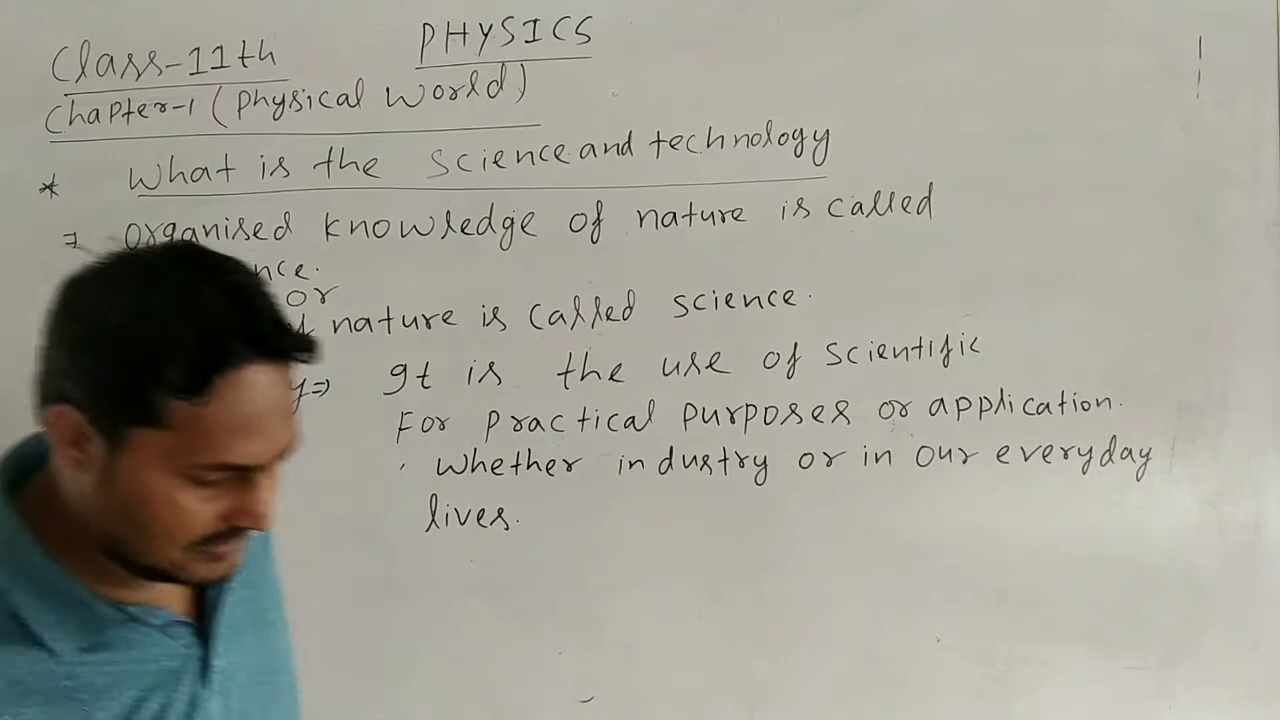 Class-11th PHYSICS
Chapter-1 (Physical World)
* What is the science and technology
⇒ organised knowledge of nature is called
nce.
or
nature is called science.
y⇒ It is the use of scientific
For practical purposes or application.
whether industry or in our everyday
lives.